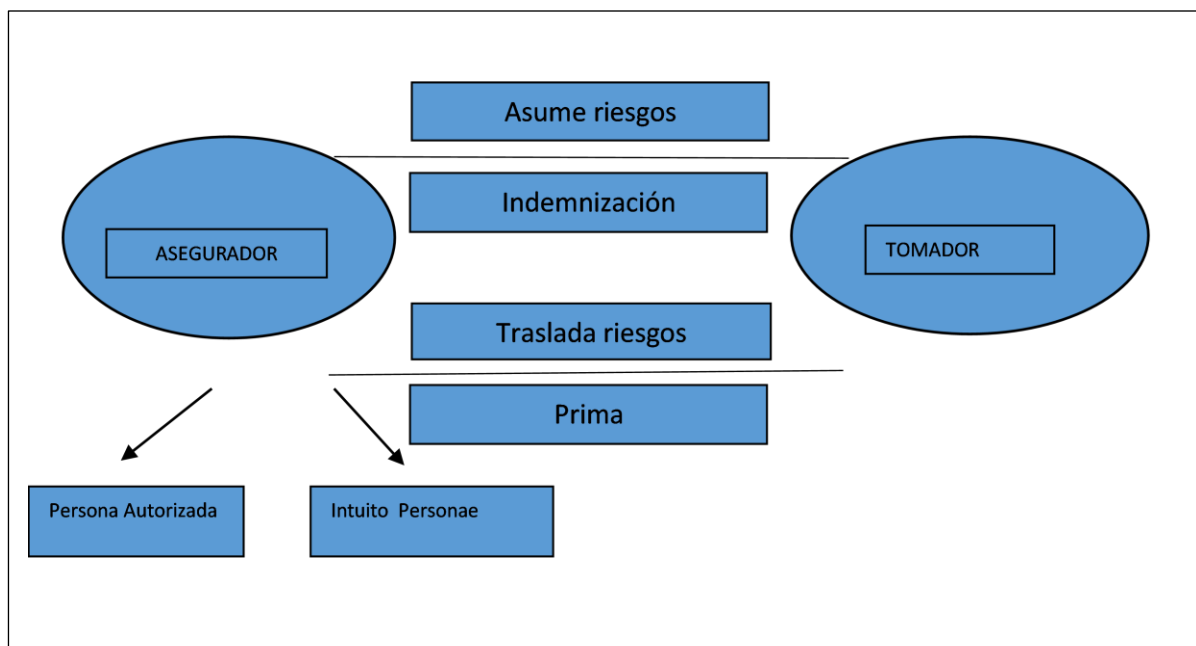 Asume riesgos
Indemnización
ASEGURADOR
TOMADOR
Traslada riesgos
Prima
Persona Autorizada
Intuito Personae